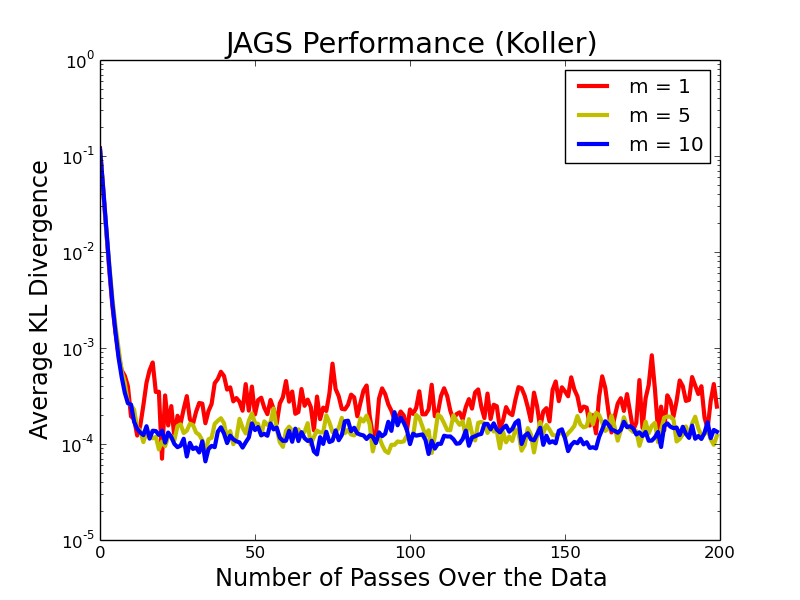 JAGS Performance (Koller)
10^0
10^-1
10^-2
10^-3
10^-4
10^-5
Average KL Divergence
m = 1
m = 5
m = 10
0 50 100 150 200
Number of Passes Over the Data